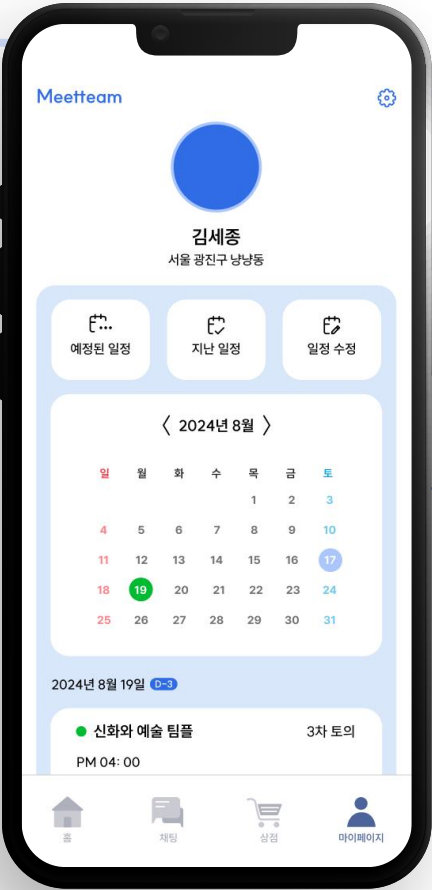 Meetteam
김세종
서울 광진구 냥냥동
예정된 일정 지난 일정 일정 수정
〈 2024년 8월 〉
일 월 화 수 목 금 토
1 2 3
4 5 6 7 8 9 10
11 12 13 14 15 16 17
18 19 20 21 22 23 24
25 26 27 28 29 30 31
2024년 8월 19일 D-3
신화와 예술 팀플 3차 토의
PM 04: 00
홈 채팅 상점 마이페이지